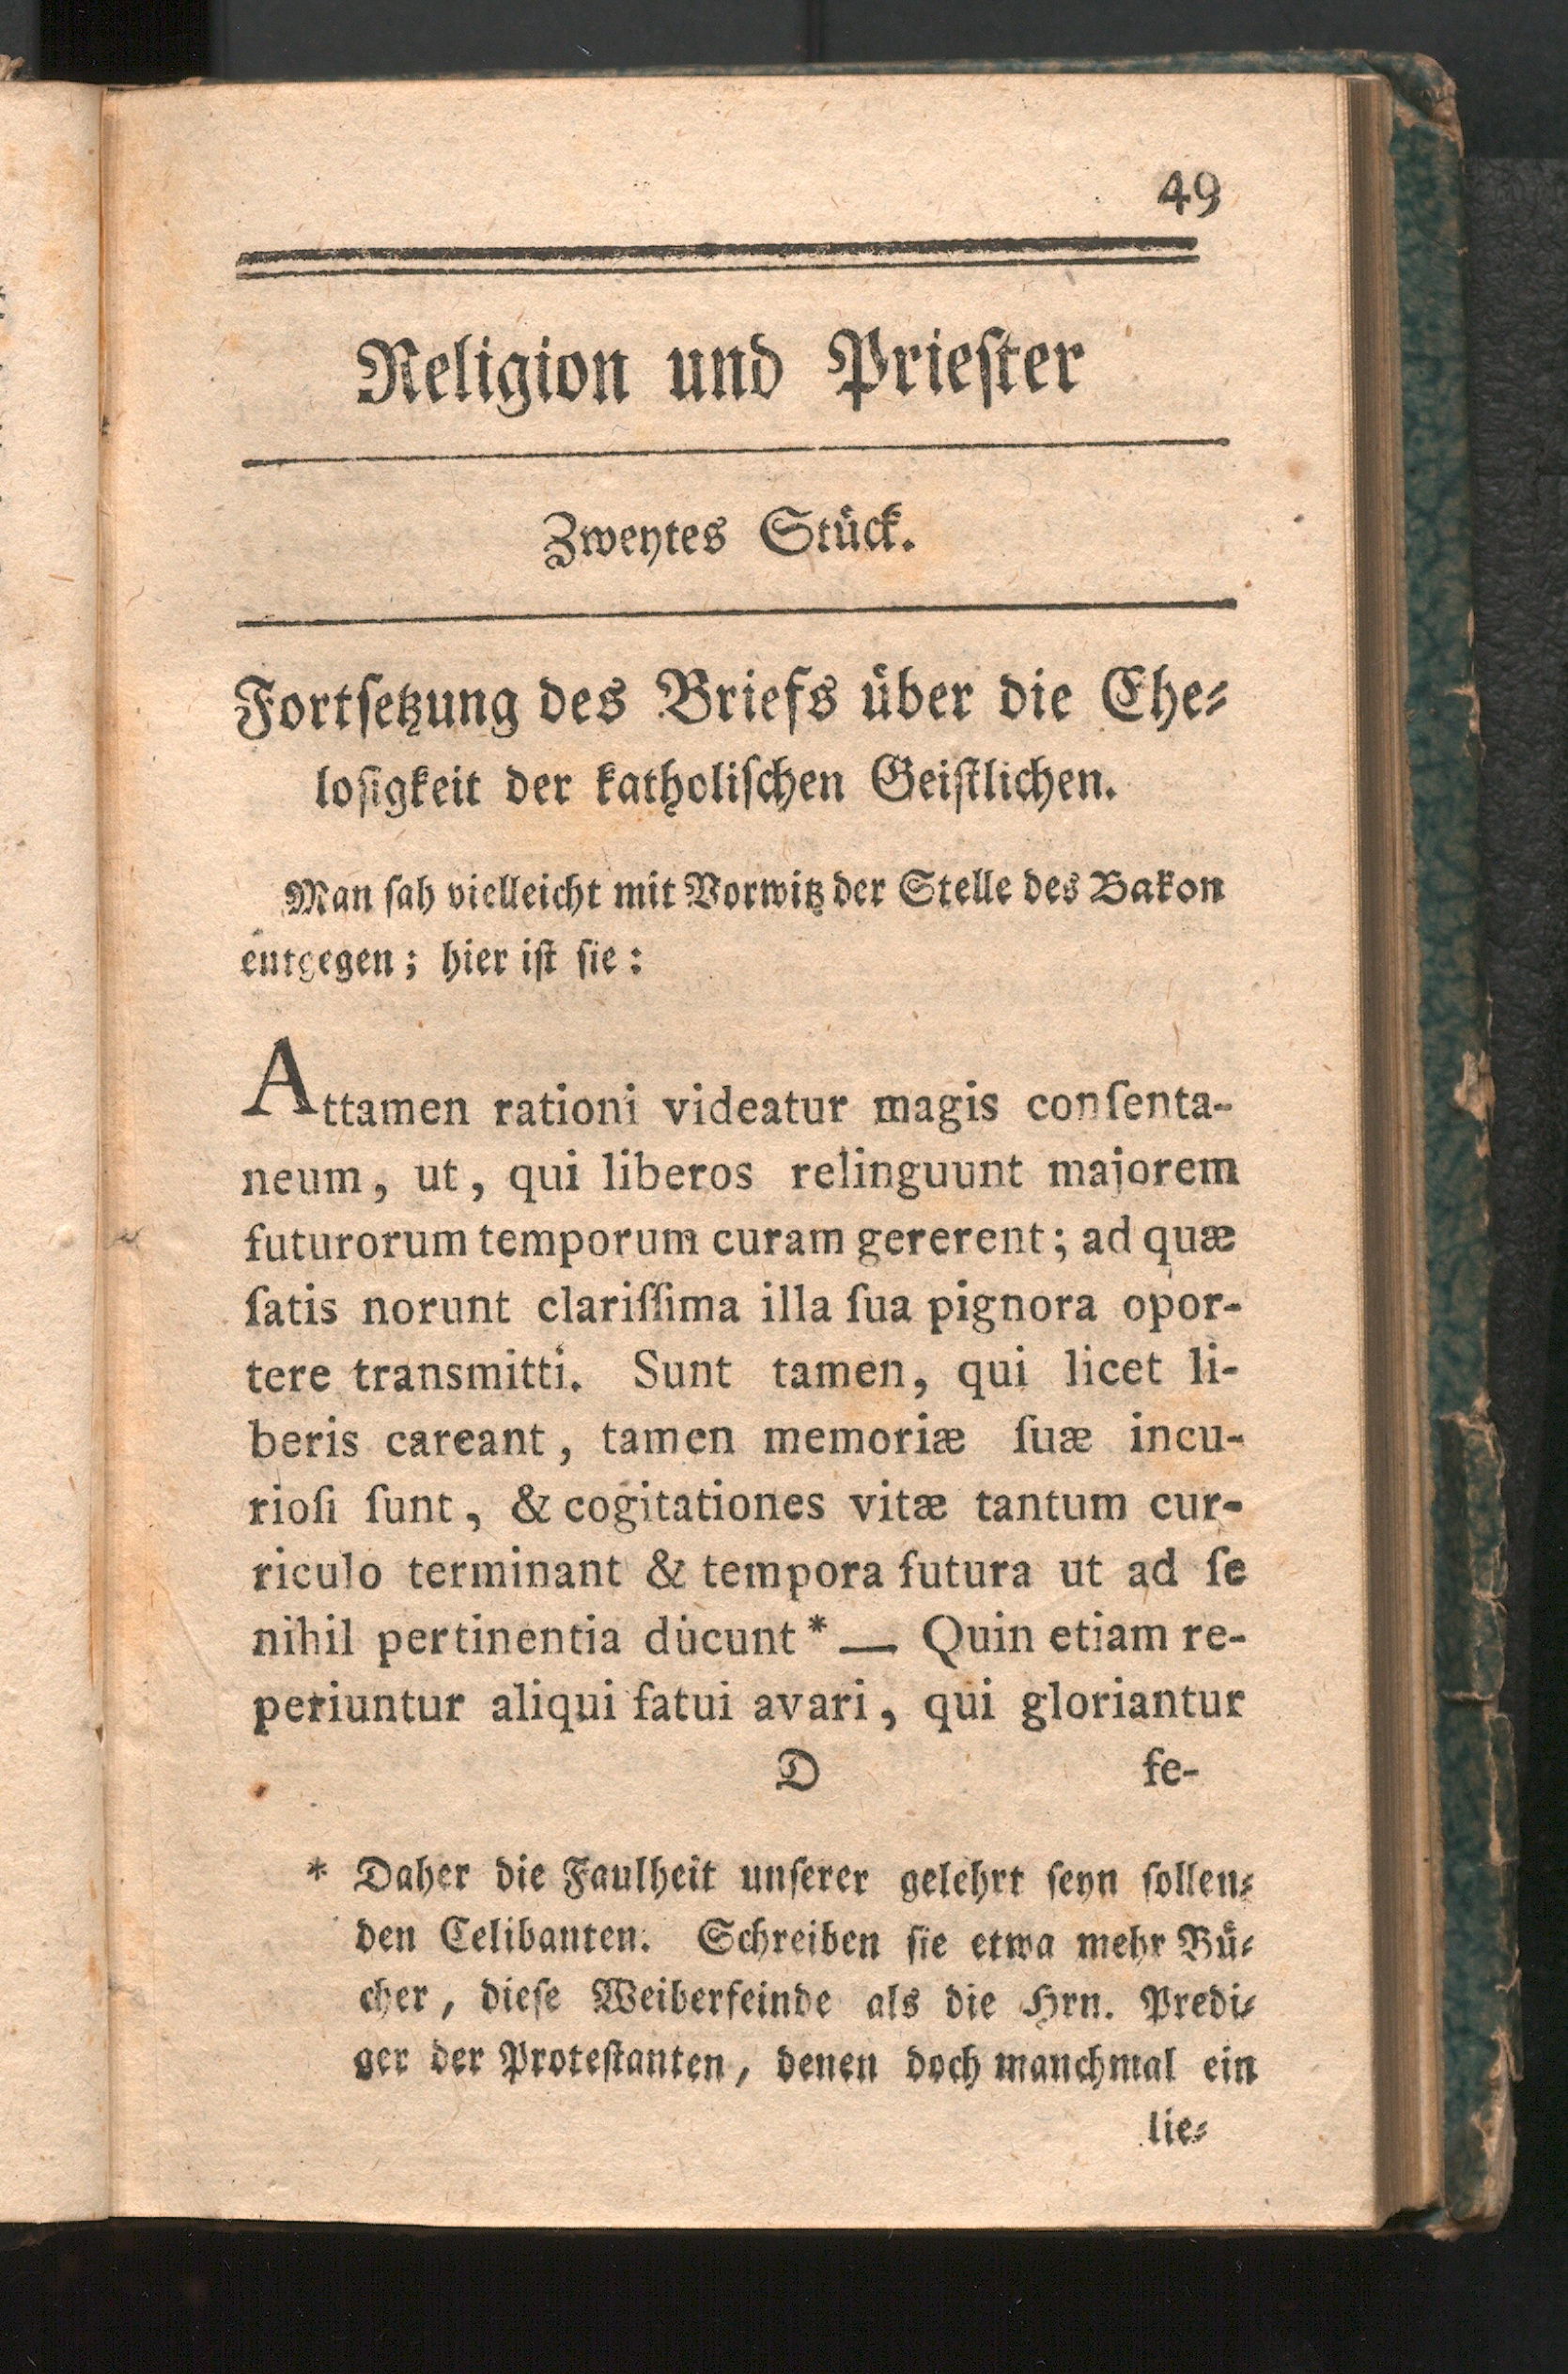 49
Religion und Priester
Zweytes Stück.
Fortſetzung des Briefs über die Ehe⸗
loſigkeit der katholiſchen Geiſtlichen.
Man ſah vielleicht mit Vorwitz der Stelle des Bakon
entgegen; hier iſt ſie:
Attamen rationi videatur magis conſenta-
neum, ut, qui liberos relinguunt majorem
futurorum temporum curam gererent; ad quæ
ſatis norunt clariſſima illa ſua pignora opor-
tere transmitti. Sunt tamen, qui licet li-
beris careant, tamen memoriæ ſuæ incu-
rioſi ſunt, & cogitationes vitæ tantum cur-
riculo terminant & tempora futura ut ad ſe
nihil pertinentia ducunt* — Quin etiam re-
periuntur aliqui fatui avari, qui gloriantur
D fe-
* Daher die Faulheit unſerer gelehrt ſeyn ſollen⸗
den Celibanten. Schreiben ſie etwa mehr Bü⸗
cher, dieſe Weiberfeinde als die Hrn. Predi⸗
ger der Proteſtanten, denen doch manchmal ein
lie⸗